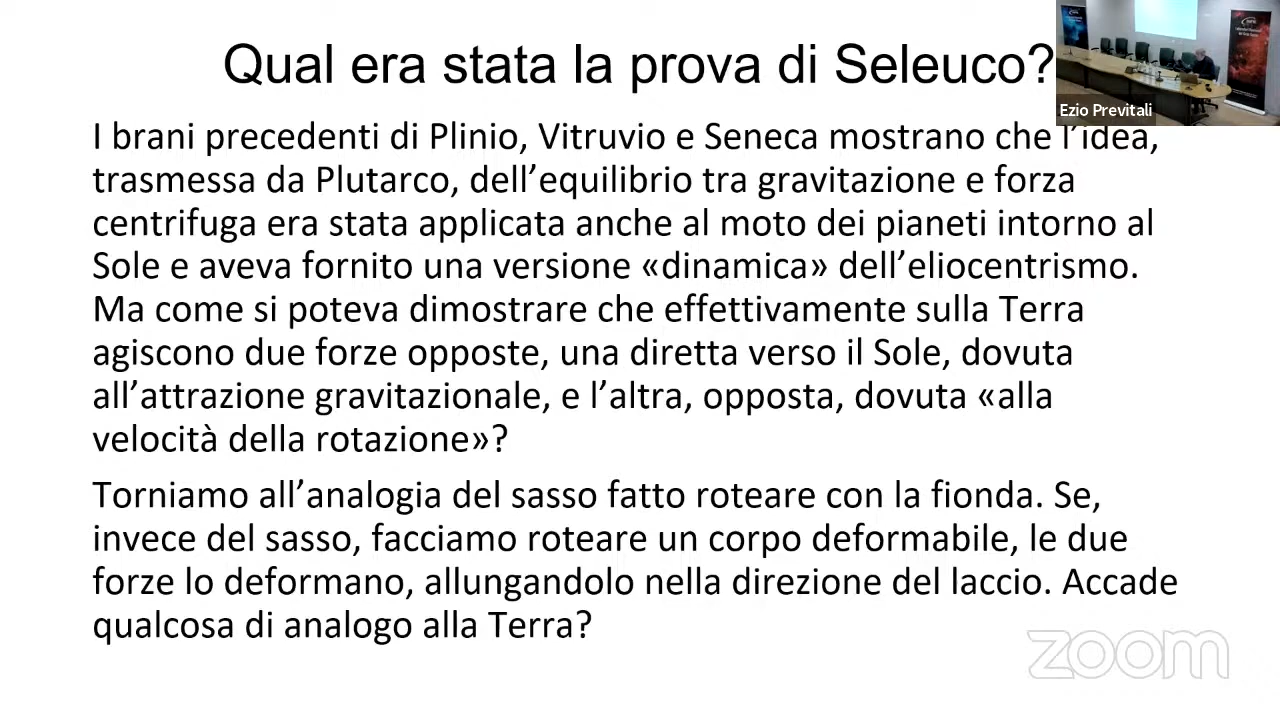 Qual era stata la prova di Seleuco?
Ezio Previtali
I brani precedenti di Plinio, Vitruvio e Seneca mostrano che l’idea,
trasmessa da Plutarco, dell’equilibrio tra gravitazione e forza
centrifuga era stata applicata anche al moto dei pianeti intorno al
Sole e aveva fornito una versione «dinamica» dell’eliocentrismo.
Ma come si poteva dimostrare che effettivamente sulla Terra
agiscono due forze opposte, una diretta verso il Sole, dovuta
all’attrazione gravitazionale, e l’altra, opposta, dovuta «alla
velocità della rotazione»?
Torniamo all’analogia del sasso fatto roteare con la fionda. Se,
invece del sasso, facciamo roteare un corpo deformabile, le due
forze lo deformano, allungandolo nella direzione del laccio. Accade
qualcosa di analogo alla Terra?
zoom